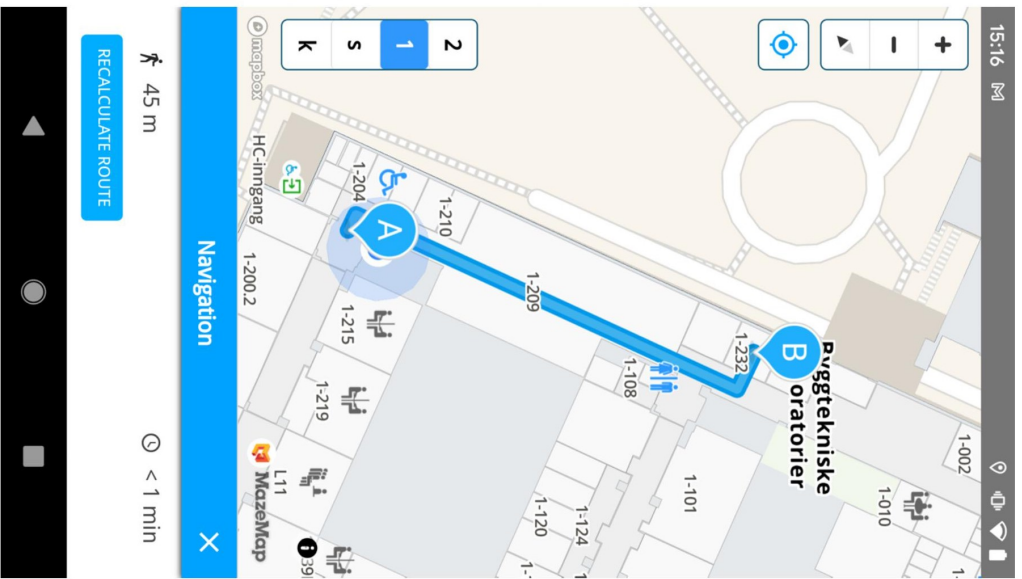 15:16
+
−
2
1
s
k
mapbox
HC-inngang
1-204
1-210
A
1-209
1-200.2
1-215
1-219
L11
MazeMap
1-108
1-232
B
Byggtekniske
oratorier
1-002
1-010
1-101
1-124
1-120
Navigation
45 m
< 1 min
RECALCULATE ROUTE